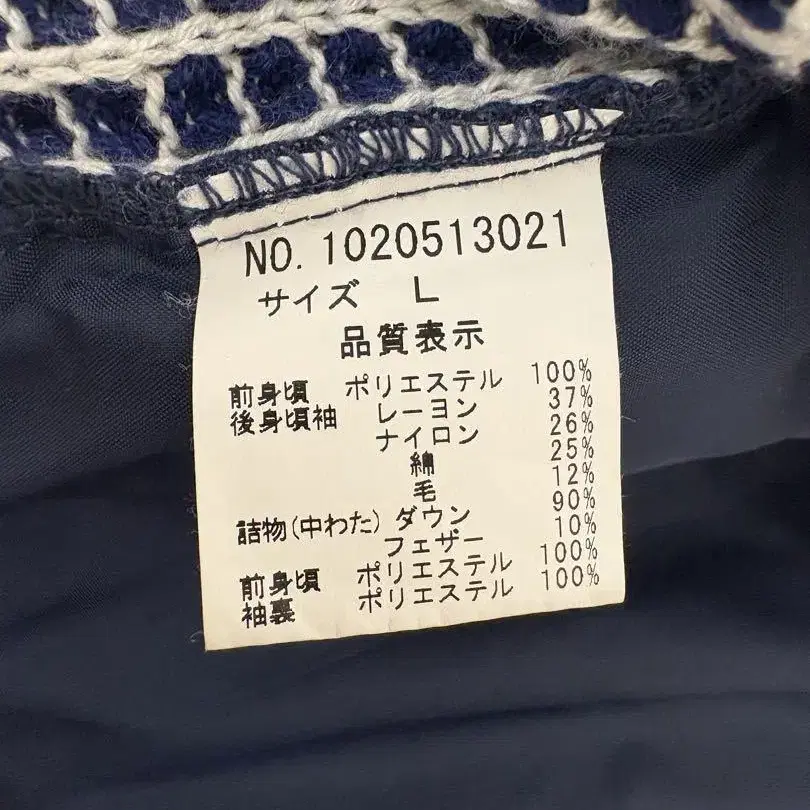 NO. 1020513021
サイズ L
品質表示
前身頃 ポリエステル 100%
後身頃袖 レーヨン 37%
ナイロン 26%
綿 25%
毛 12%
詰物(中わた) ダウン 90%
フェザー 10%
前身頃 ポリエステル 100%
袖裏 ポリエステル 100%